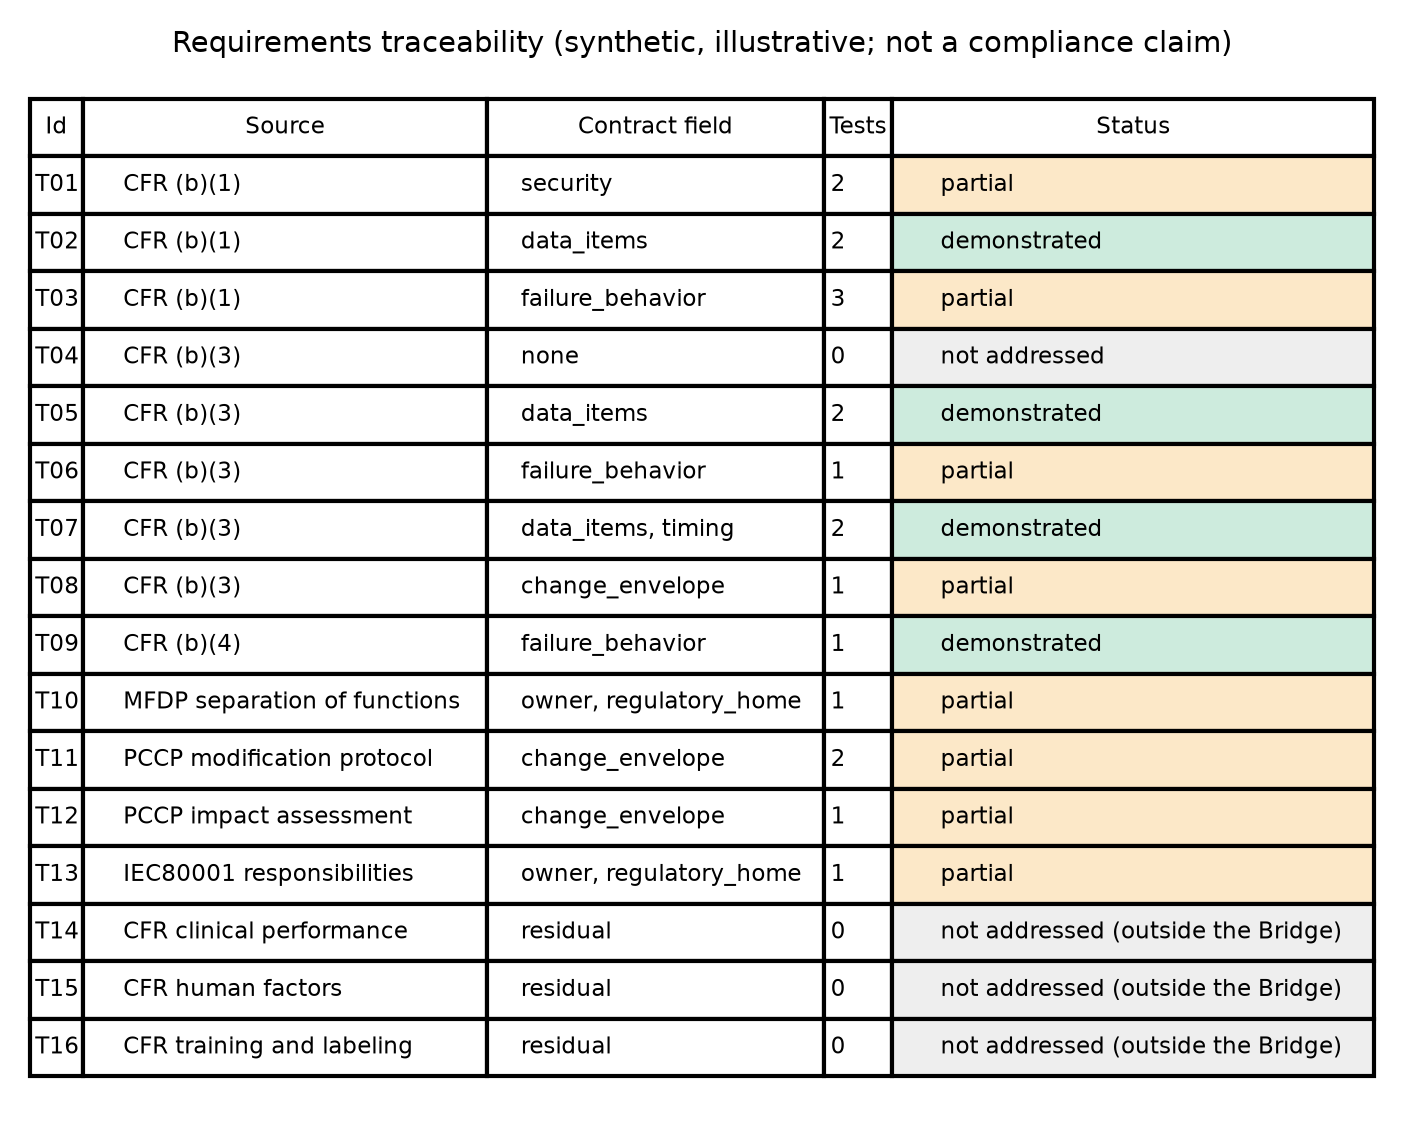 Requirements traceability (synthetic, illustrative; not a compliance claim)
Id Source Contract field Tests Status
T01 CFR (b)(1) security 2 partial
T02 CFR (b)(1) data_items 2 demonstrated
T03 CFR (b)(1) failure_behavior 3 partial
T04 CFR (b)(3) none 0 not addressed
T05 CFR (b)(3) data_items 2 demonstrated
T06 CFR (b)(3) failure_behavior 1 partial
T07 CFR (b)(3) data_items, timing 2 demonstrated
T08 CFR (b)(3) change_envelope 1 partial
T09 CFR (b)(4) failure_behavior 1 demonstrated
T10 MFDP separation of functions owner, regulatory_home 1 partial
T11 PCCP modification protocol change_envelope 2 partial
T12 PCCP impact assessment change_envelope 1 partial
T13 IEC80001 responsibilities owner, regulatory_home 1 partial
T14 CFR clinical performance residual 0 not addressed (outside the Bridge)
T15 CFR human factors residual 0 not addressed (outside the Bridge)
T16 CFR training and labeling residual 0 not addressed (outside the Bridge)